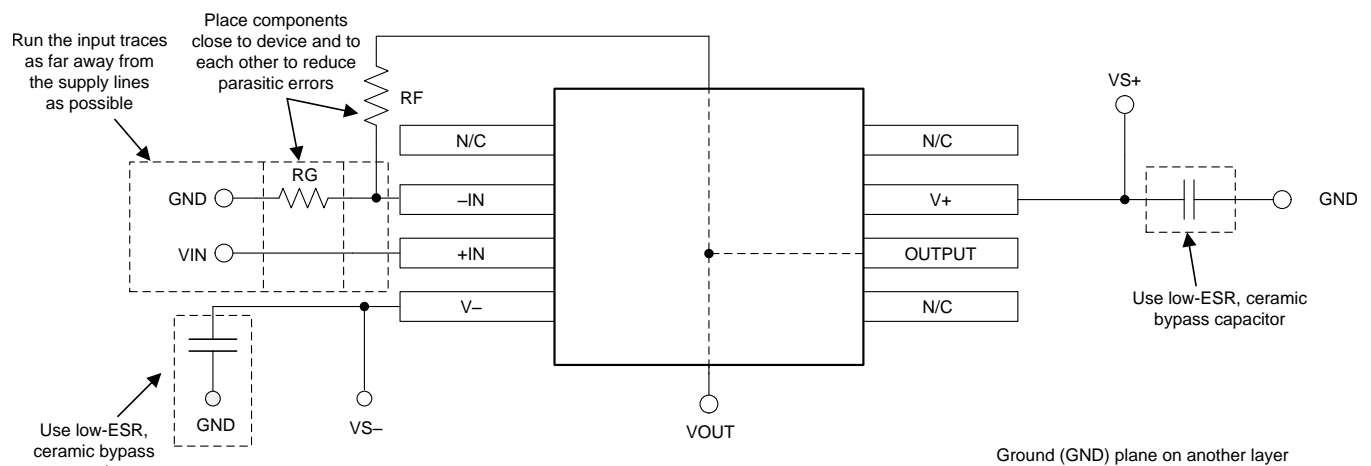 Run the input traces
as far away from
the supply lines
as possible
Place components
close to device and to
each other to reduce
parasitic errors
RF
VS+
N/C
N/C
RG
GND
–IN
V+
GND
VIN
+IN
OUTPUT
V–
N/C
Use low-ESR, ceramic
bypass capacitor
GND
VS–
VOUT
Use low-ESR,
ceramic bypass
Ground (GND) plane on another layer